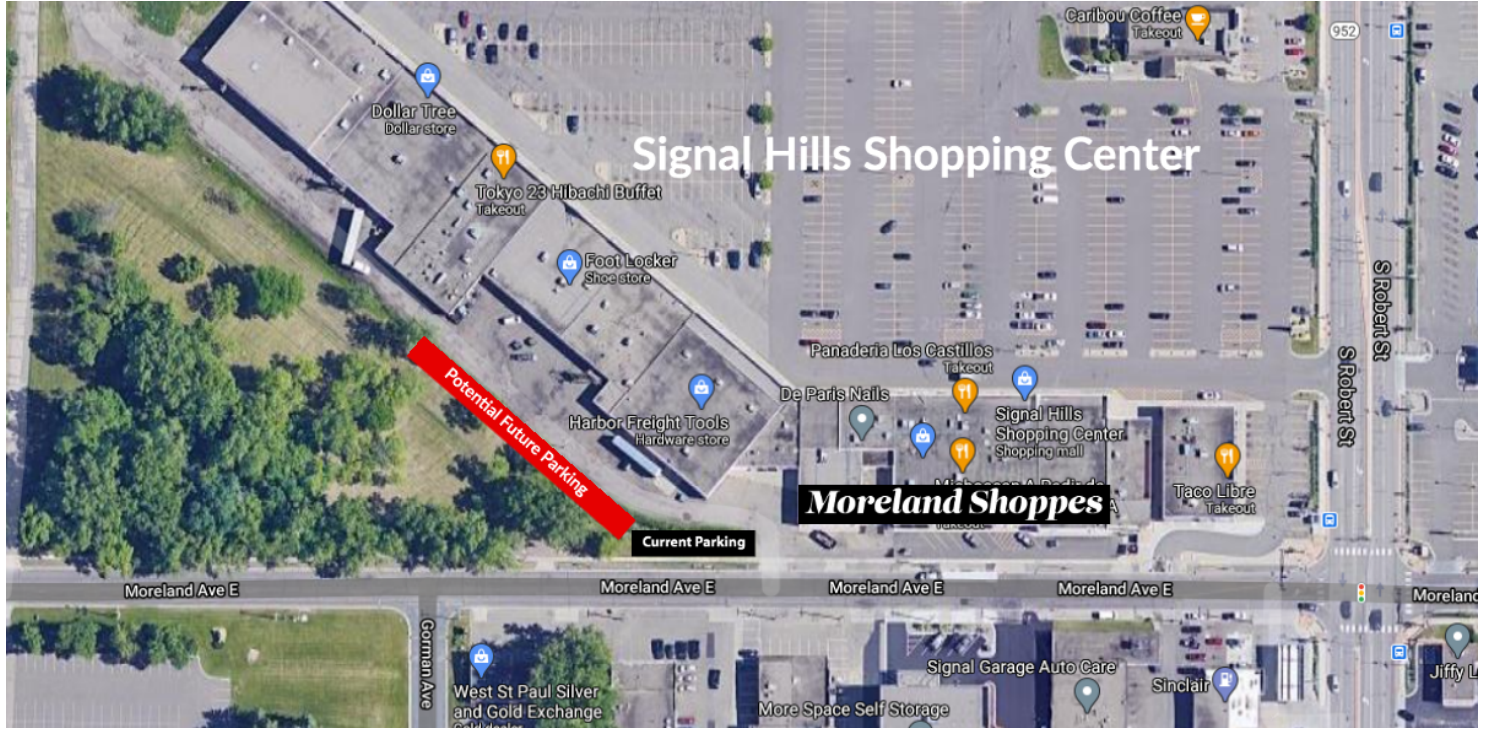 Caribou Coffee
Takeout
952
Dollar Tree
Dollar store
Signal Hills Shopping Center
Tokyo 23 Hibachi Buffet
Takeout
Foot Locker
Shoe store
S Robert St
S Robert St
Panaderia Los Castillos
Takeout
Potential Future Parking
De Paris Nails
Signal Hills
Shopping Center
Shopping mall
Harbor Freight Tools
Hardware store
Moreland Shoppes
Taco Libre
Takeout
Takeout
Current Parking
Moreland Ave E
Moreland Ave E
Moreland Ave E
Moreland Ave E
Moreland
Gorman Ave
West St Paul Silver
and Gold Exchange
Gold dealer
Signal Garage Auto Care
Sinclair
Jiffy L
More Space Self Storage